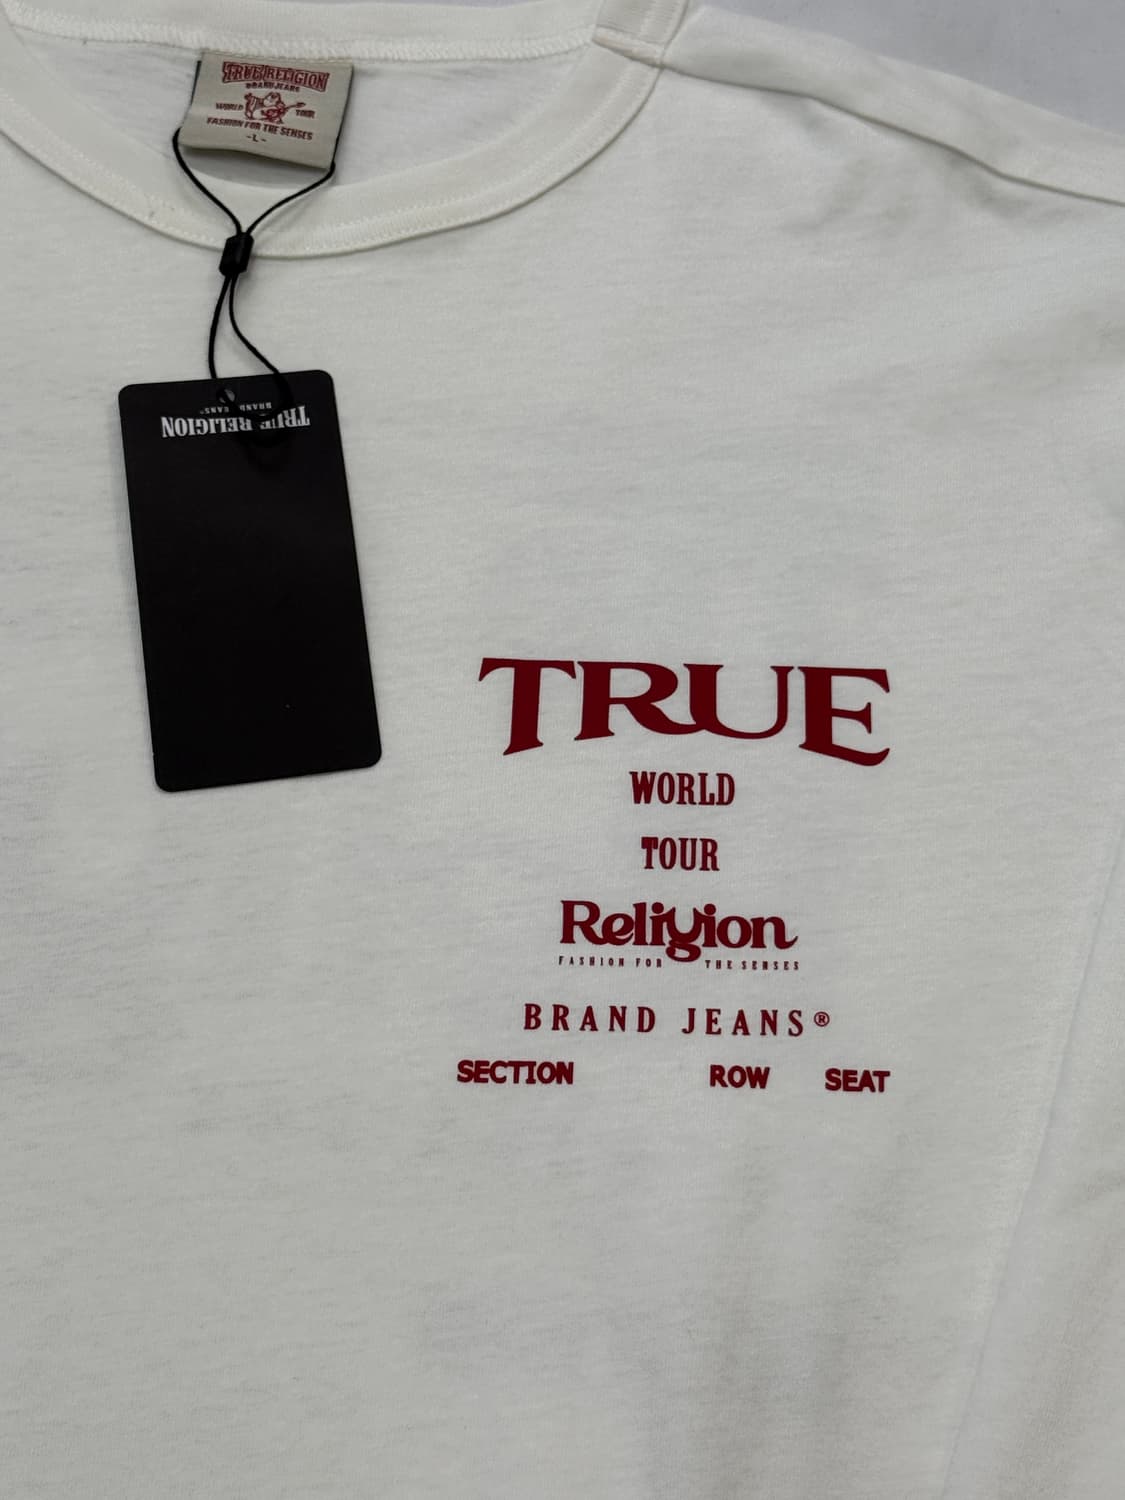 TRUE RELIGION
BRAND JEANS
WORLD TOUR
FASHION FOR THE SENSES
-L-
TRUE RELIGION
BRAND JEANS®
TRUE
WORLD
TOUR
Religion
FASHION FOR THE SENSES
BRAND JEANS®
SECTION ROW SEAT